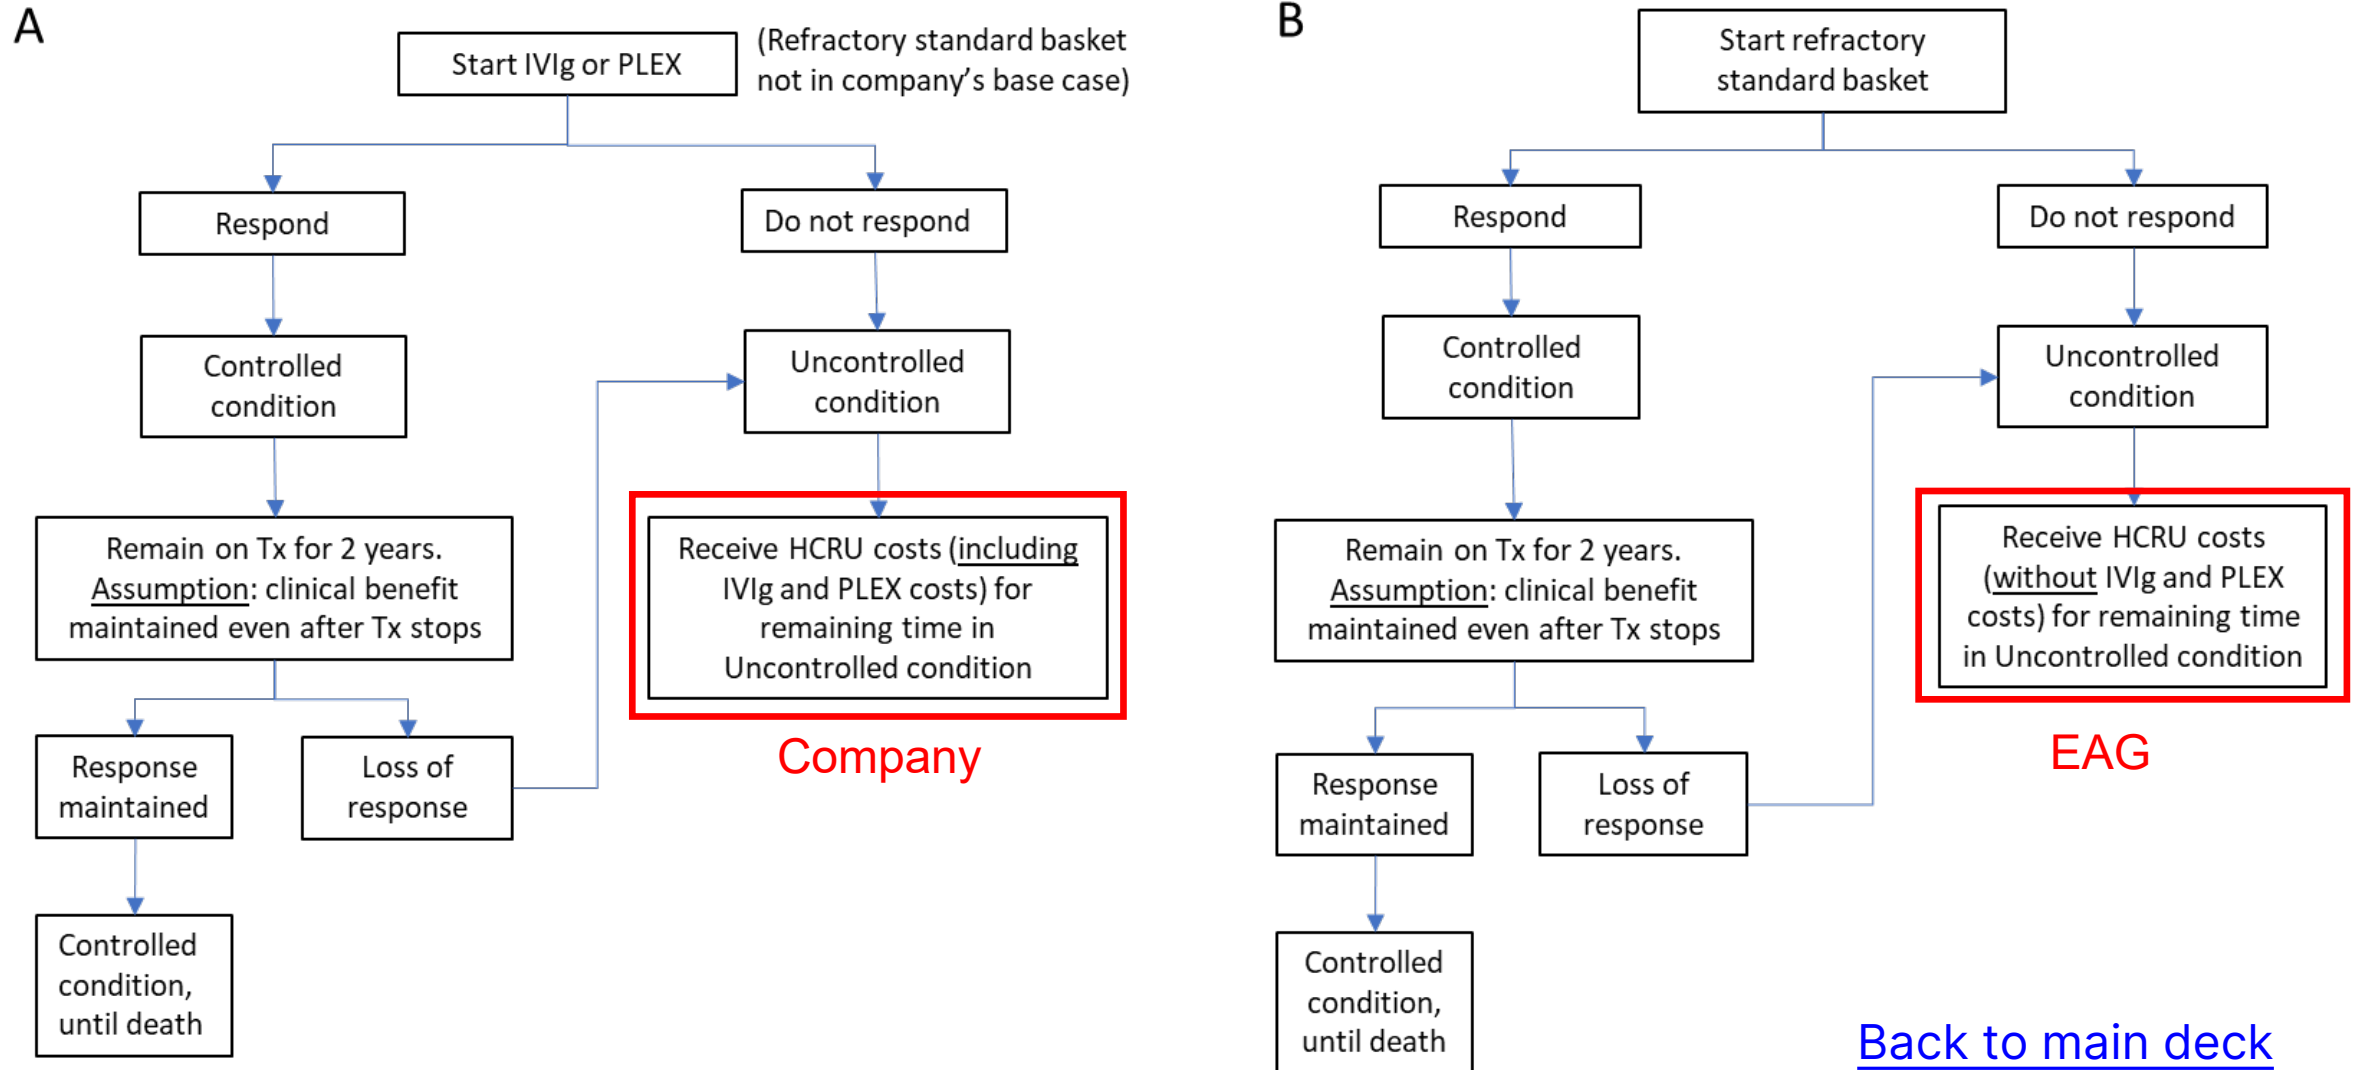 A
Start IVIg or PLEX
(Refractory standard basket
not in company’s base case)
Respond
Do not respond
Controlled
condition
Uncontrolled
condition
Remain on Tx for 2 years.
Assumption: clinical benefit
maintained even after Tx stops
Receive HCRU costs (including
IVIg and PLEX costs) for
remaining time in
Uncontrolled condition
Company
Response
maintained
Loss of
response
Controlled
condition,
until death
B
Start refractory
standard basket
Respond
Do not respond
Controlled
condition
Uncontrolled
condition
Remain on Tx for 2 years.
Assumption: clinical benefit
maintained even after Tx stops
Receive HCRU costs
(without IVIg and PLEX
costs) for remaining time
in Uncontrolled condition
EAG
Response
maintained
Loss of
response
Controlled
condition,
until death
Back to main deck